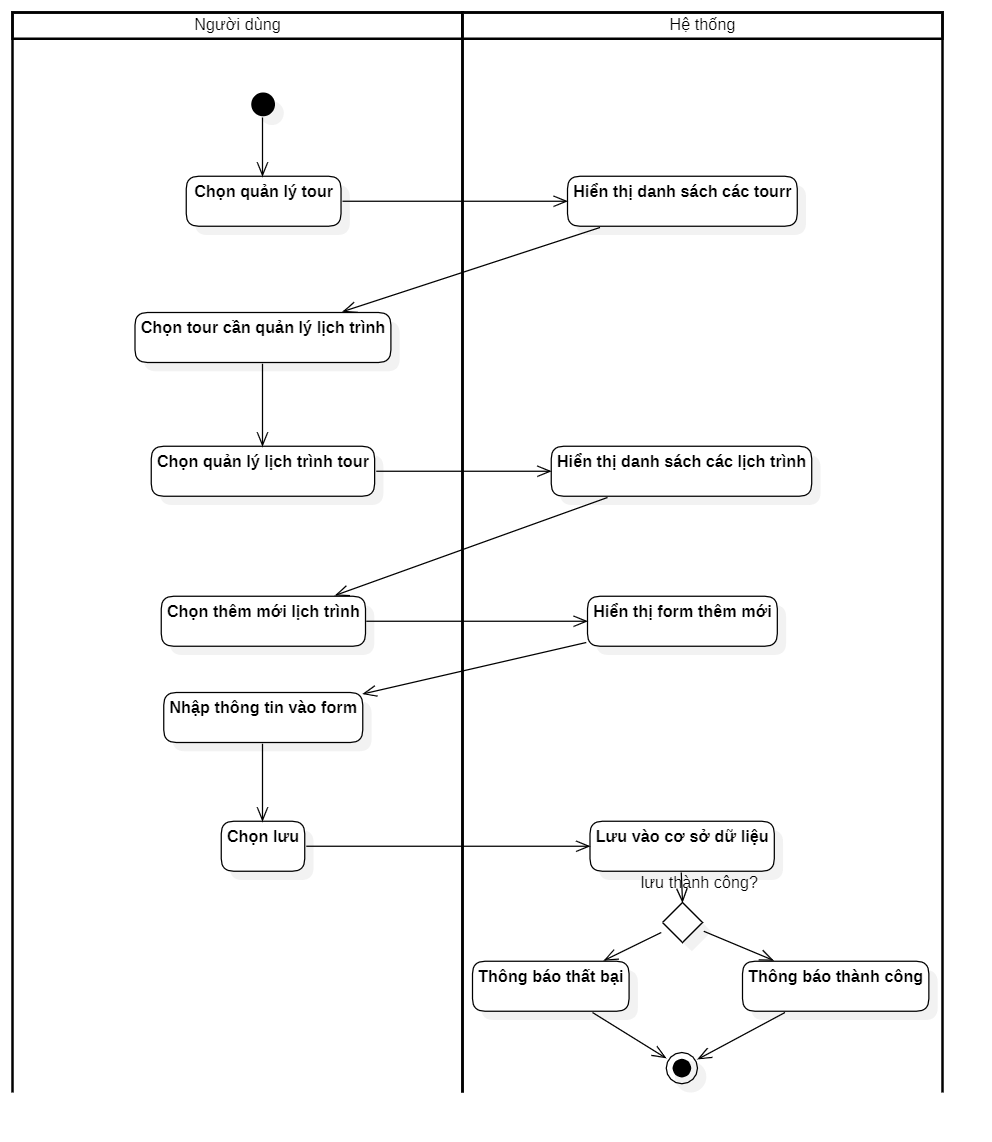 Người dùng
Hệ thống
Chọn quản lý tour
Hiển thị danh sách các tourr
Chọn tour cần quản lý lịch trình
Chọn quản lý lịch trình tour
Hiển thị danh sách các lịch trình
Chọn thêm mới lịch trình
Hiển thị form thêm mới
Nhập thông tin vào form
Chọn lưu
Lưu vào cơ sở dữ liệu
lưu thành công?
Thông báo thất bại
Thông báo thành công